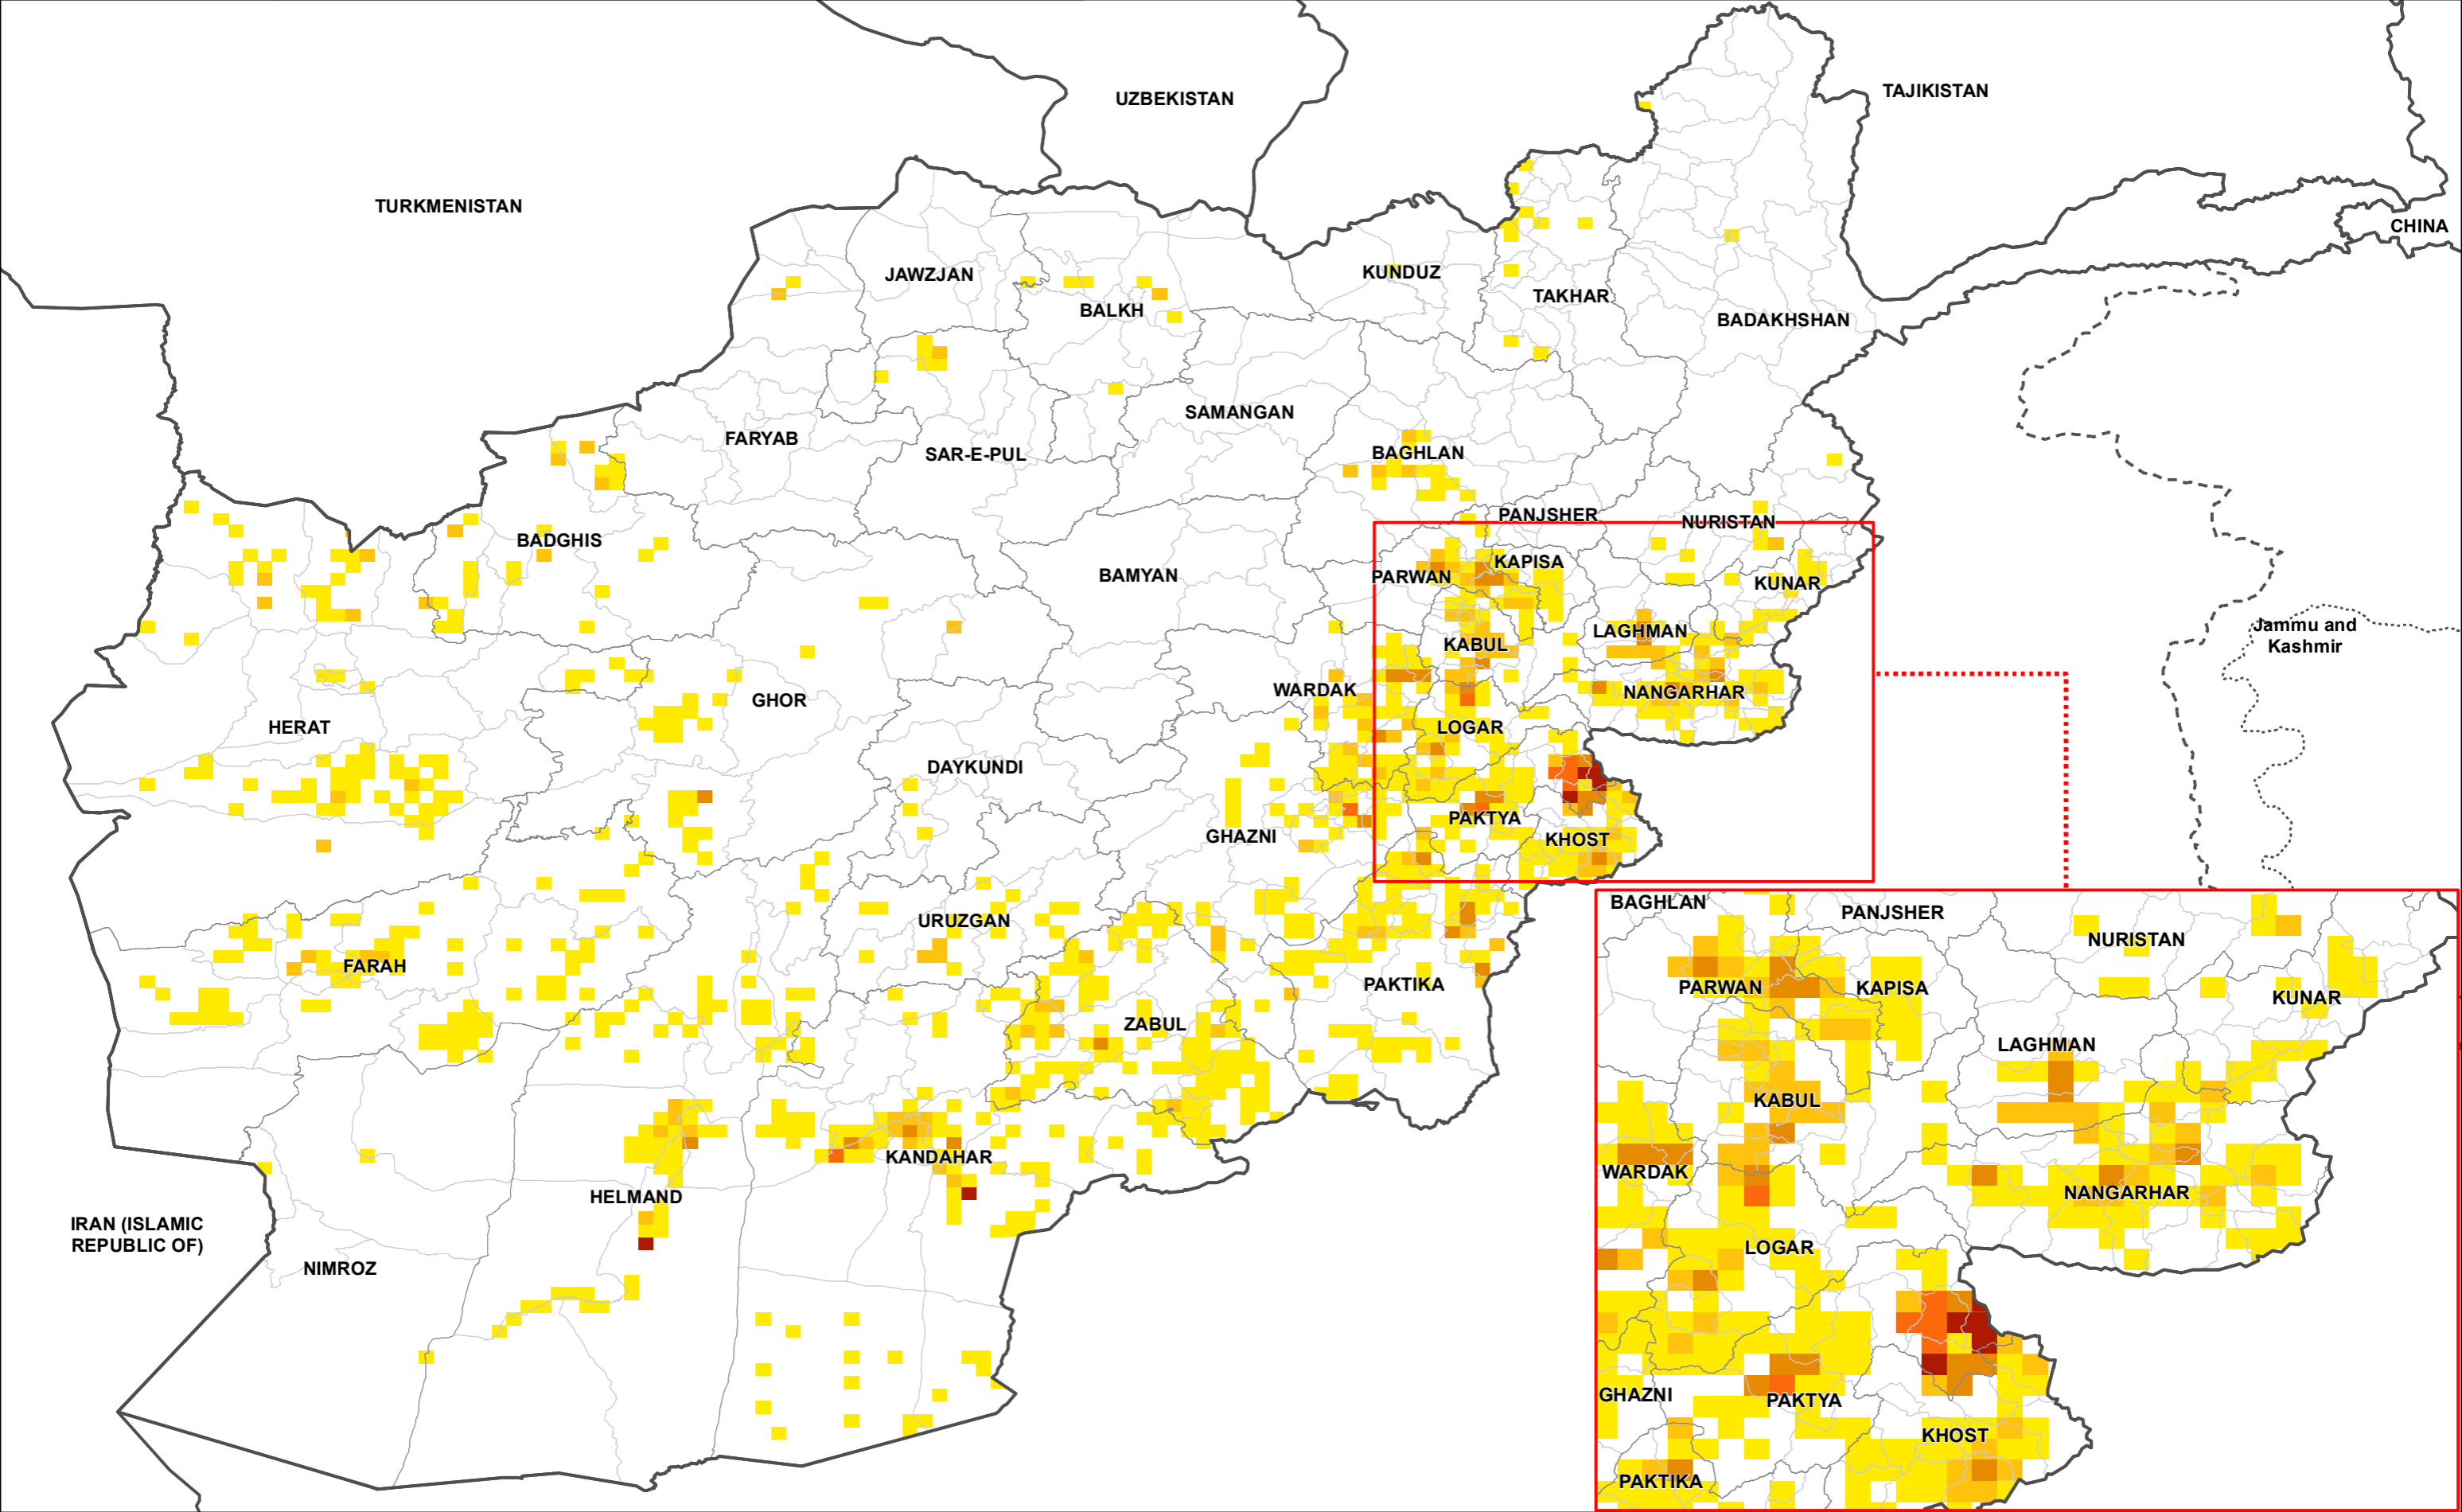 UZBEKISTAN
TAJIKISTAN
TURKMENISTAN
CHINA
JAWZJAN
KUNDUZ
TAKHAR
BALKH
BADAKHSHAN
SAMANGAN
FARYAB
SAR-E-PUL
BAGHLAN
PANJSHER
NURISTAN
BADGHIS
KAPISA
BAMYAN
PARWAN
KUNAR
LAGHMAN
Jammu and
Kashmir
KABUL
WARDAK
NANGARHAR
GHOR
HERAT
LOGAR
DAYKUNDI
PAKTYA
GHAZNI
KHOST
URUZGAN
FARAH
PAKTIKA
ZABUL
KANDAHAR
HELMAND
IRAN (ISLAMIC
REPUBLIC OF)
NIMROZ
BAGHLAN
PANJSHER
NURISTAN
PARWAN
KAPISA
KUNAR
LAGHMAN
KABUL
WARDAK
NANGARHAR
LOGAR
GHAZNI
PAKTYA
KHOST
PAKTIKA